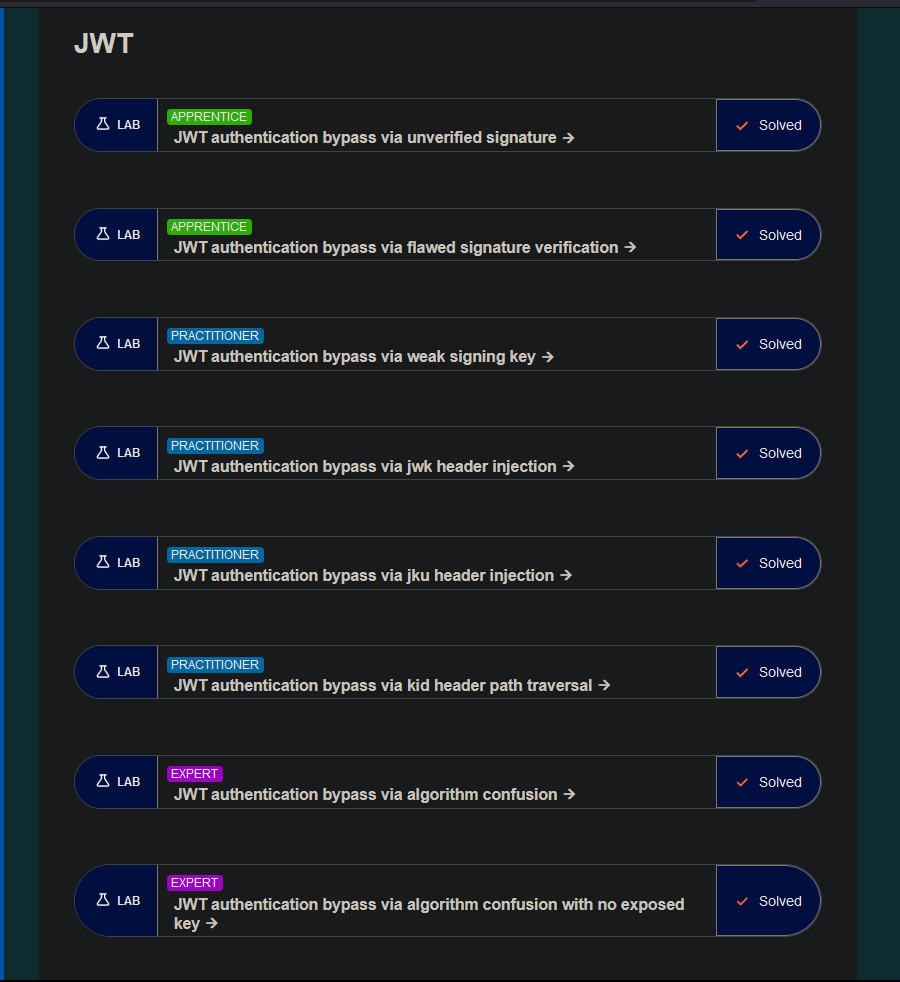 JWT
LAB
APPRENTICE
JWT authentication bypass via unverified signature →
Solved
LAB
APPRENTICE
JWT authentication bypass via flawed signature verification →
Solved
LAB
PRACTITIONER
JWT authentication bypass via weak signing key →
Solved
LAB
PRACTITIONER
JWT authentication bypass via jwk header injection →
Solved
LAB
PRACTITIONER
JWT authentication bypass via jku header injection →
Solved
LAB
PRACTITIONER
JWT authentication bypass via kid header path traversal →
Solved
LAB
EXPERT
JWT authentication bypass via algorithm confusion →
Solved
LAB
EXPERT
JWT authentication bypass via algorithm confusion with no exposed
key →
Solved